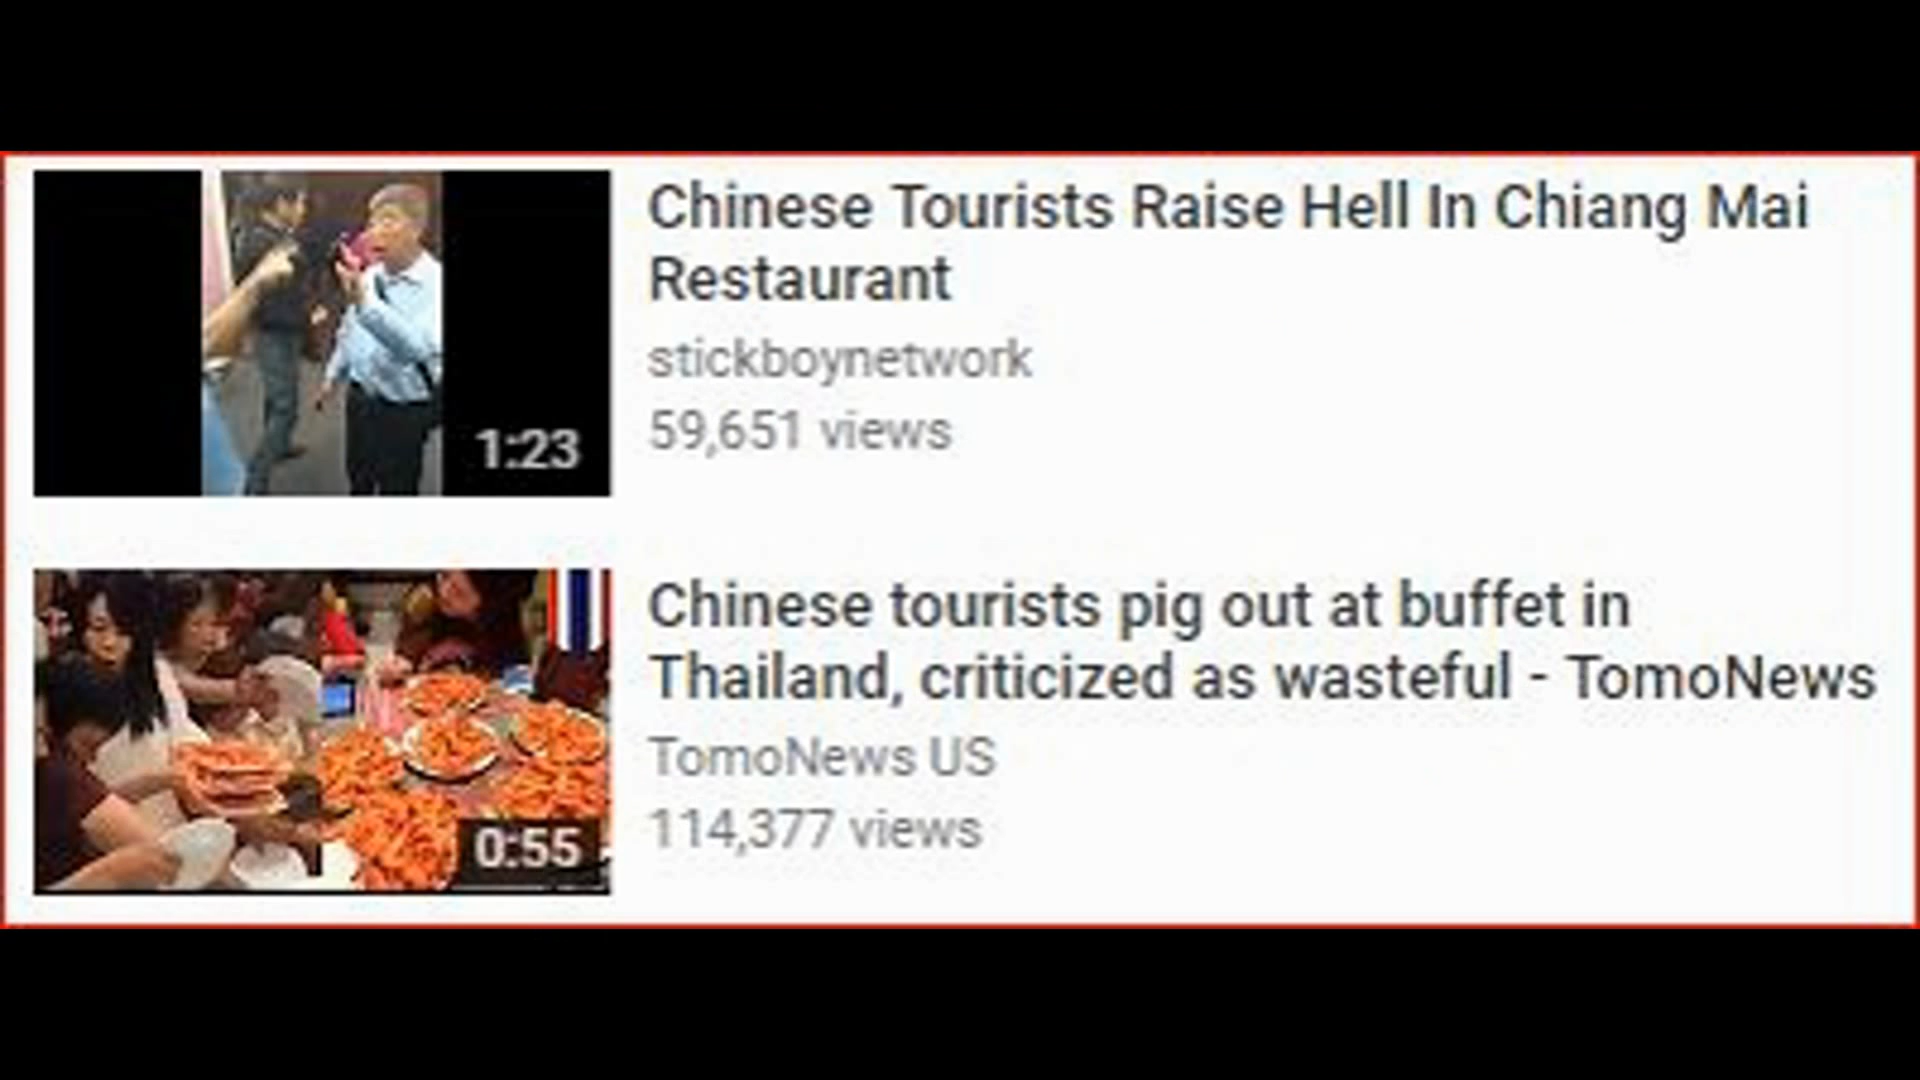 Chinese Tourists Raise Hell In Chiang Mai
Restaurant
stickboynetwork
59,651 views
1:23
Chinese tourists pig out at buffet in
Thailand, criticized as wasteful - TomoNews
TomoNews US
114,377 views
0:55